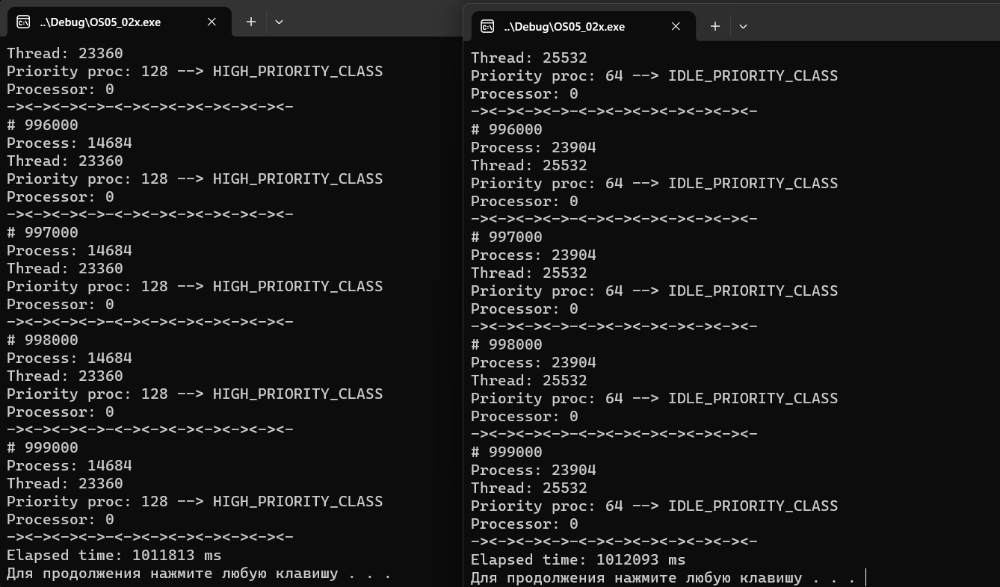 ..\Debug\OS05_02x.exe
Thread: 23360
Priority proc: 128 --> HIGH_PRIORITY_CLASS
Processor: 0
-><-><-><->-<-><-><-><-><-><-><-
# 996000
Process: 14684
Thread: 23360
Priority proc: 128 --> HIGH_PRIORITY_CLASS
Processor: 0
-><-><-><->-<-><-><-><-><-><-><-
# 997000
Process: 14684
Thread: 23360
Priority proc: 128 --> HIGH_PRIORITY_CLASS
Processor: 0
-><-><-><->-<-><-><-><-><-><-><-
# 998000
Process: 14684
Thread: 23360
Priority proc: 128 --> HIGH_PRIORITY_CLASS
Processor: 0
-><-><-><->-<-><-><-><-><-><-><-
# 999000
Process: 14684
Thread: 23360
Priority proc: 128 --> HIGH_PRIORITY_CLASS
Processor: 0
-><-><-><->-<-><-><-><-><-><-><-
Elapsed time: 1011813 ms
Для продолжения нажмите любую клавишу . . .
..\Debug\OS05_02x.exe
Thread: 25532
Priority proc: 64 --> IDLE_PRIORITY_CLASS
Processor: 0
-><-><-><->-<-><-><-><-><-><-><-
# 996000
Process: 23904
Thread: 25532
Priority proc: 64 --> IDLE_PRIORITY_CLASS
Processor: 0
-><-><-><->-<-><-><-><-><-><-><-
# 997000
Process: 23904
Thread: 25532
Priority proc: 64 --> IDLE_PRIORITY_CLASS
Processor: 0
-><-><-><->-<-><-><-><-><-><-><-
# 998000
Process: 23904
Thread: 25532
Priority proc: 64 --> IDLE_PRIORITY_CLASS
Processor: 0
-><-><-><->-<-><-><-><-><-><-><-
# 999000
Process: 23904
Thread: 25532
Priority proc: 64 --> IDLE_PRIORITY_CLASS
Processor: 0
-><-><-><->-<-><-><-><-><-><-><-
Elapsed time: 1012093 ms
Для продолжения нажмите любую клавишу . . .